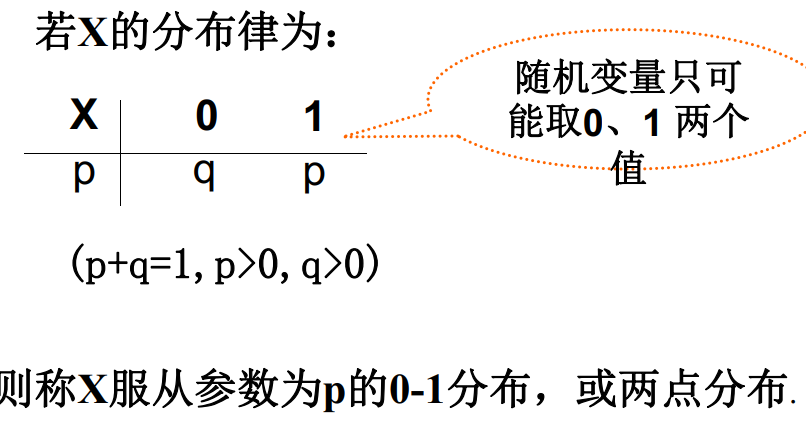 若X的分布律为：
X 0 1
p q p
随机变量只可
能取0、1 两个
值
(p+q=1,p>0,q>0)
则称X服从参数为p的0-1分布，或两点分布.